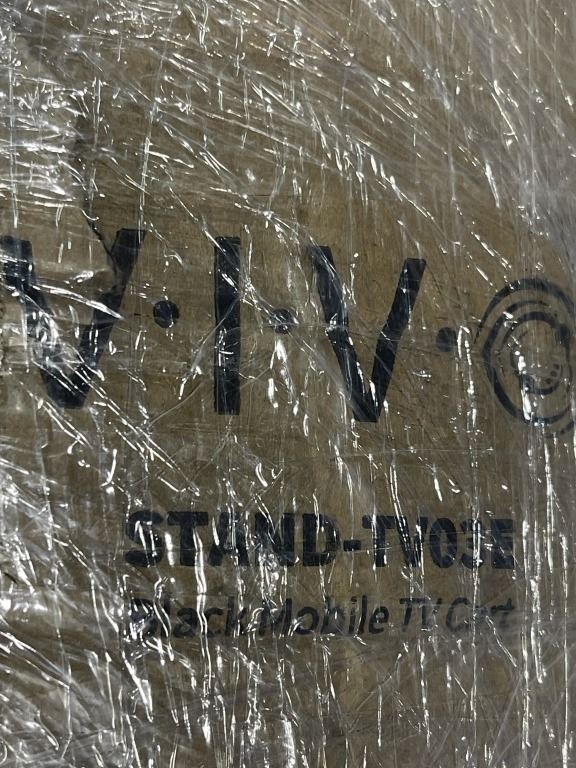 V·I·V·O
STAND-TV03E
Black Mobile TV Cart